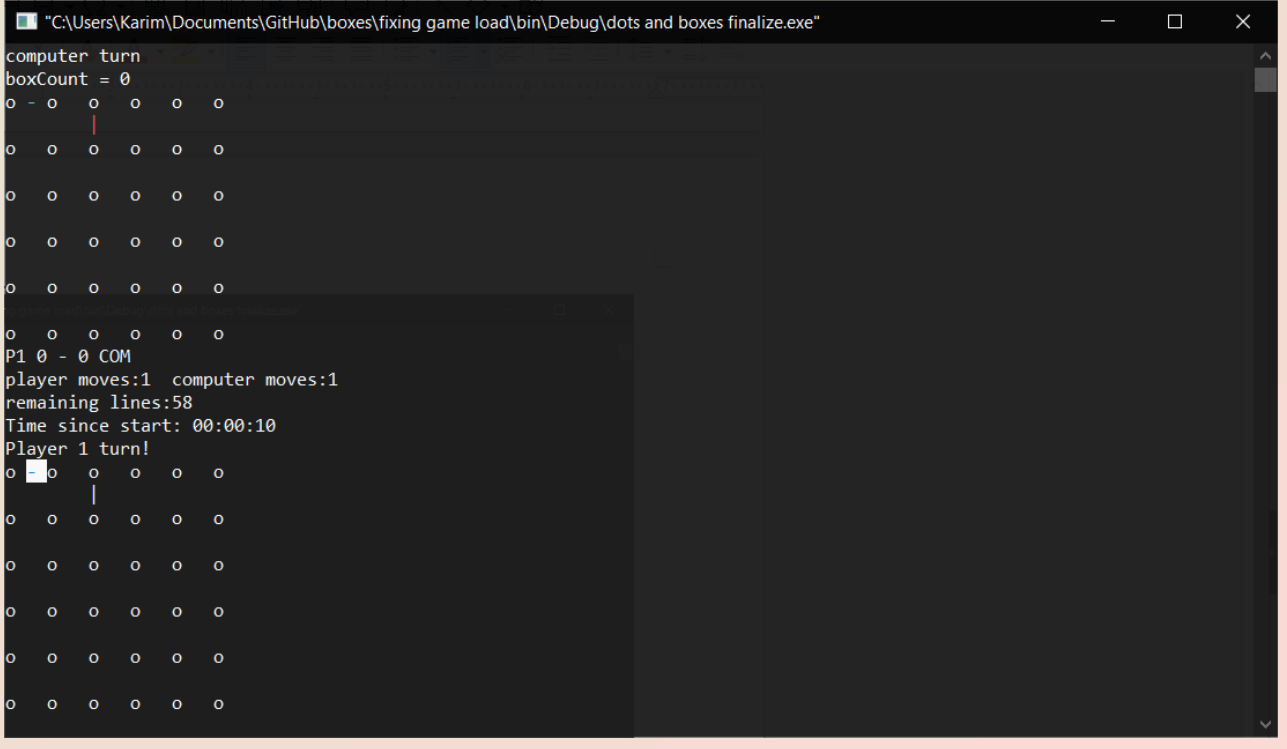 "C:\Users\Karim\Documents\GitHub\boxes\fixing game load\bin\Debug\dots and boxes finalize.exe"
computer turn
boxCount = 0
o - o   o   o   o   o
        |
o   o   o   o   o   o
o   o   o   o   o   o
o   o   o   o   o   o
o   o   o   o   o   o
o   o   o   o   o   o
P1 0 - 0 COM
player moves:1  computer moves:1
remaining lines:58
Time since start: 00:00:10
Player 1 turn!
o - o   o   o   o   o
        |
o   o   o   o   o   o
o   o   o   o   o   o
o   o   o   o   o   o
o   o   o   o   o   o
o   o   o   o   o   o